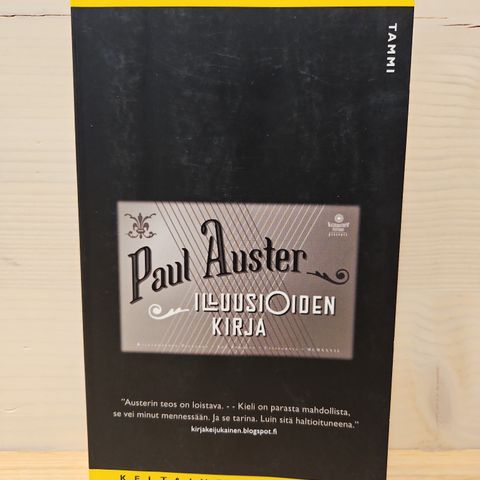 TAMMI
Paul Auster
ILLUUSIOIDEN
KIRJA
"Austerin teos on loistava. - - Kieli on parasta mahdollista,
se vei minut mennessään. Ja se tarina. Luin sitä haltioituneena."
kirjakeijukainen.blogspot.fi